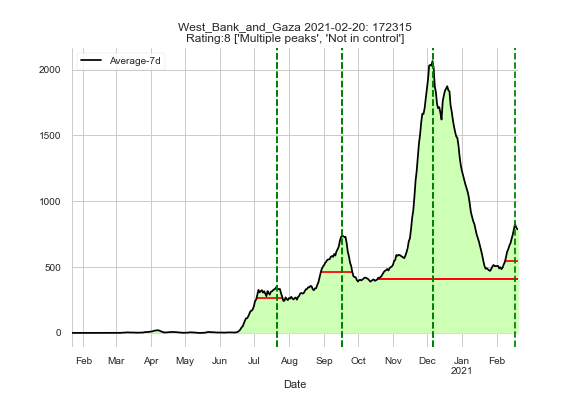 West_Bank_and_Gaza 2021-02-20: 172315
Rating:8 ['Multiple peaks', 'Not in control']
Average-7d
2000
1500
1000
500
0
Feb Mar Apr May Jun Jul Aug Sep Oct Nov Dec Jan Feb
2021
Date